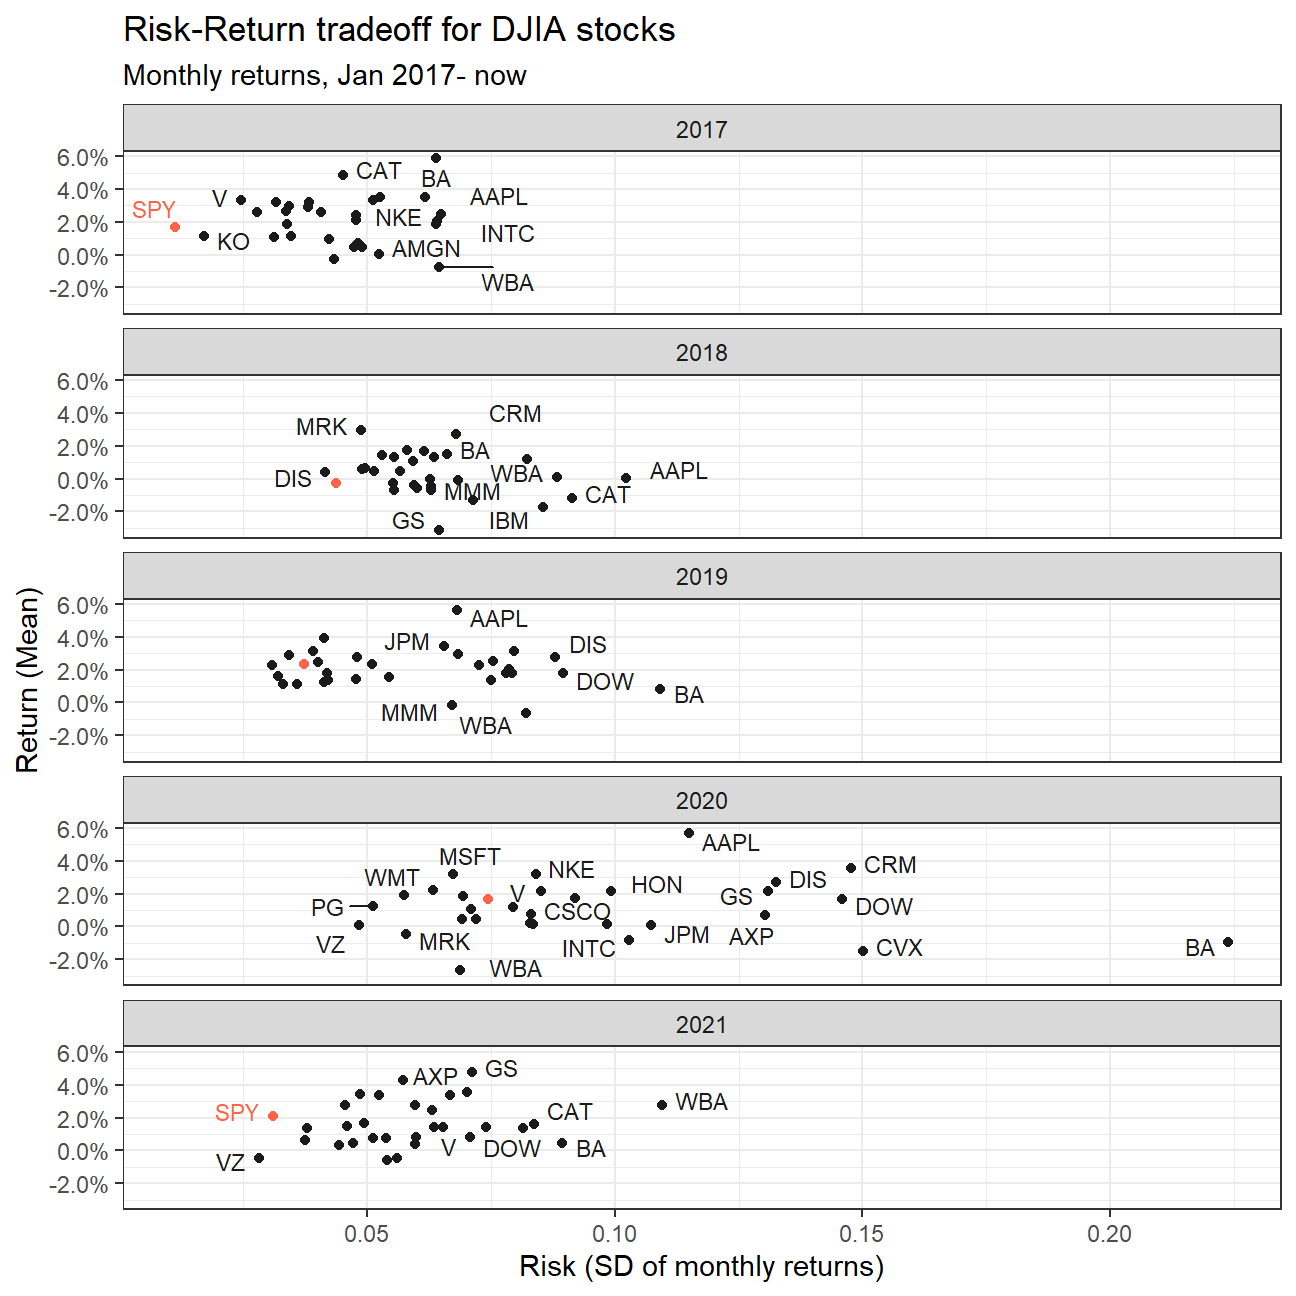 Risk-Return tradeoff for DJIA stocks
Monthly returns, Jan 2017- now
2017
6.0%
4.0%
2.0%
0.0%
-2.0%
CAT
BA
V
AAPL
SPY
NKE
INTC
KO
AMGN
WBA
2018
6.0%
4.0%
2.0%
0.0%
-2.0%
CRM
MRK
BA
AAPL
WBA
DIS
MMM
CAT
GS
IBM
2019
6.0%
4.0%
2.0%
0.0%
-2.0%
AAPL
JPM
DIS
DOW
BA
MMM
WBA
2020
6.0%
4.0%
2.0%
0.0%
-2.0%
AAPL
MSFT
NKE
CRM
WMT
DIS
HON
V
GS
PG
CSCO
DOW
VZ
MRK
INTC
JPM
AXP
CVX
BA
WBA
2021
6.0%
4.0%
2.0%
0.0%
-2.0%
GS
AXP
WBA
SPY
CAT
V
DOW
BA
VZ
0.05
0.10
0.15
0.20
Risk (SD of monthly returns)
Return (Mean)